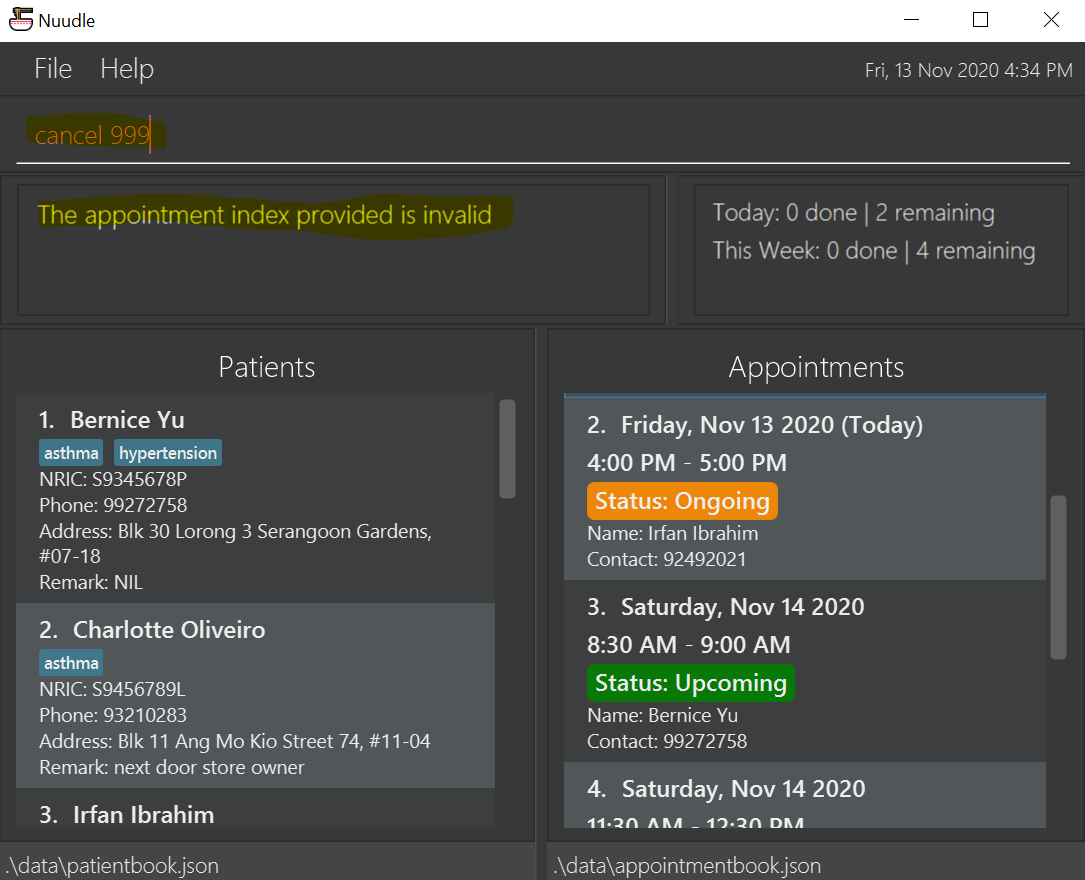 Nuudle
File Help
Fri, 13 Nov 2020 4:34 PM
cancel 999
The appointment index provided is invalid
Today: 0 done | 2 remaining
This Week: 0 done | 4 remaining
Patients
1. Bernice Yu
asthma hypertension
NRIC: S9345678P
Phone: 99272758
Address: Blk 30 Lorong 3 Serangoon Gardens,
#07-18
Remark: NIL
2. Charlotte Oliveiro
asthma
NRIC: S9456789L
Phone: 93210283
Address: Blk 11 Ang Mo Kio Street 74, #11-04
Remark: next door store owner
3. Irfan Ibrahim
Appointments
2. Friday, Nov 13 2020 (Today)
4:00 PM - 5:00 PM
Status: Ongoing
Name: Irfan Ibrahim
Contact: 92492021
3. Saturday, Nov 14 2020
8:30 AM - 9:00 AM
Status: Upcoming
Name: Bernice Yu
Contact: 99272758
4. Saturday, Nov 14 2020
11:30 AM - 12:30 PM
.\data\patientbook.json
.\data\appointmentbook.json